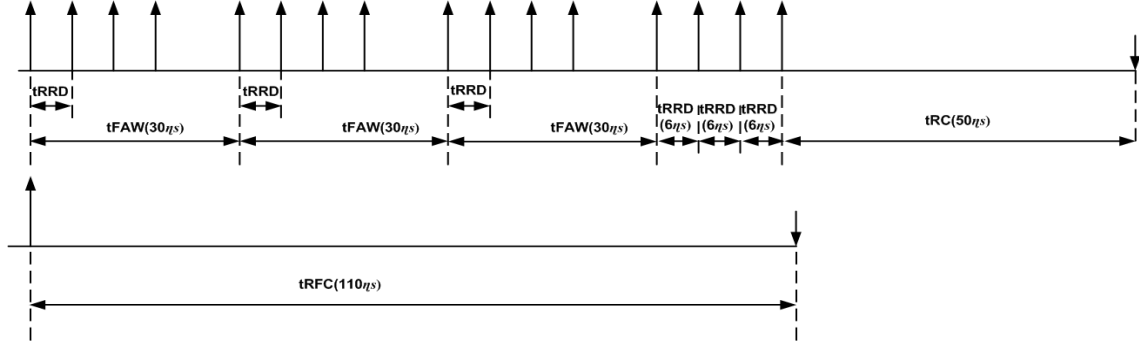 tRRD tRRD tRRD
tRRD tRRD tRRD
(6ηs) (6ηs) (6ηs)
tFAW(30ηs) tFAW(30ηs) tFAW(30ηs) tRC(50ηs)
tRFC(110ηs)